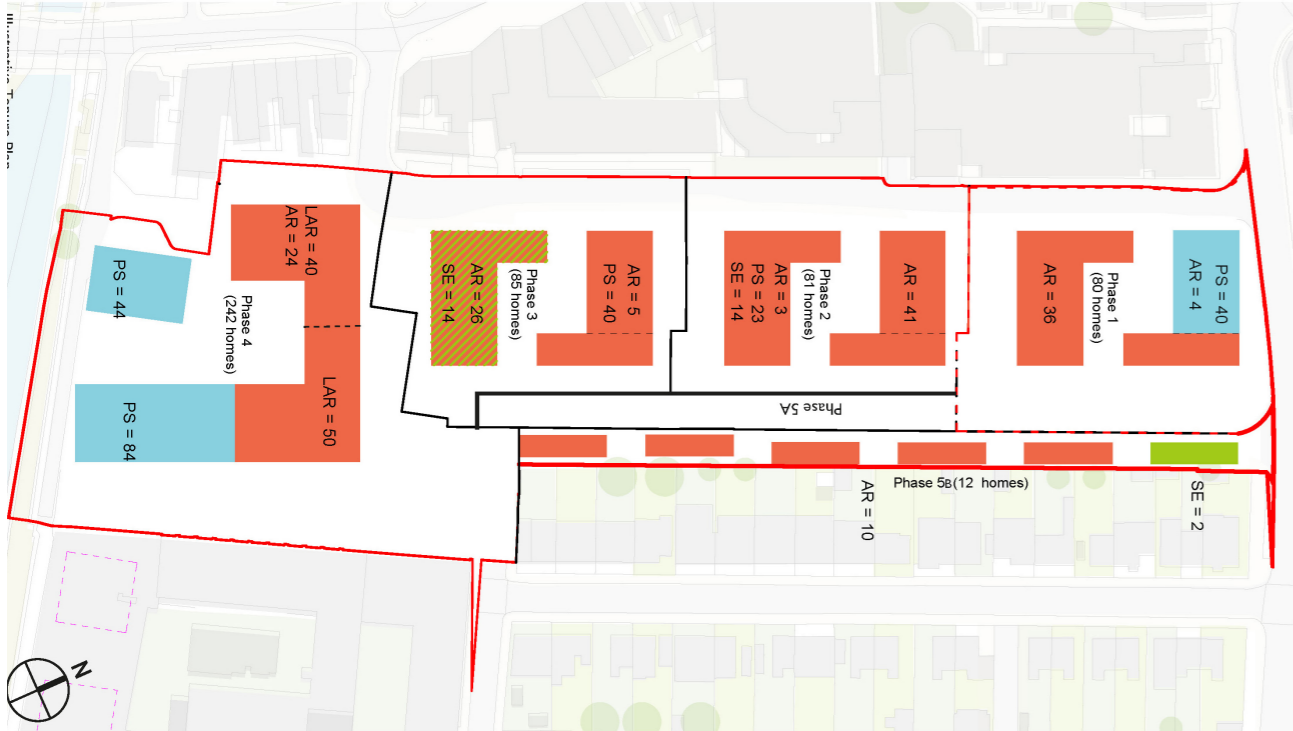 Illustrative Tenure Plan
PS = 44
LAR = 40
AR = 24
Phase 4
(242 homes)
PS = 84
LAR = 50
AR = 26
SE = 14
Phase 3
(85 homes)
AR = 5
PS = 40
AR = 3
PS = 23
SE = 14
Phase 2
(81 homes)
AR = 41
AR = 36
Phase 1
(80 homes)
PS = 40
AR = 4
Phase 5A
Phase 5B (12 homes)
AR = 10
SE = 2
N